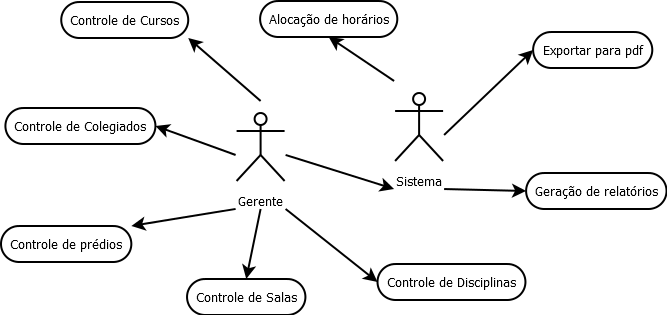 Controle de Cursos
Alocação de horários
Exportar para pdf
Controle de Colegiados
Sistema
Geração de relatórios
Gerente
Controle de prédios
Controle de Disciplinas
Controle de Salas